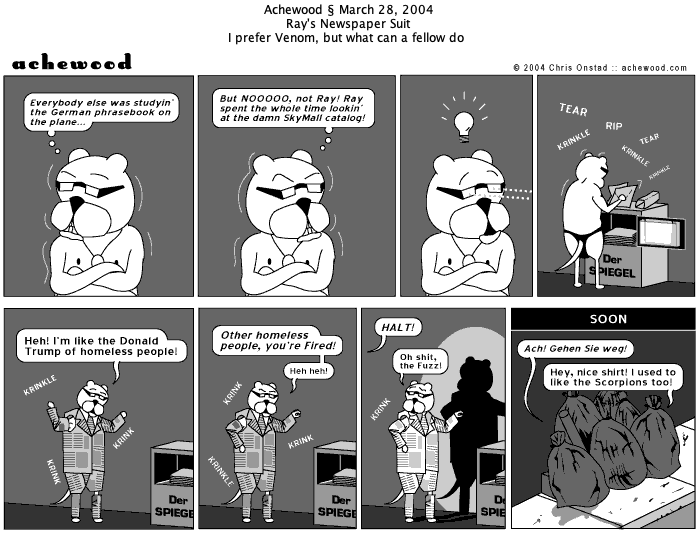 Achewood § March 28, 2004
Ray's Newspaper Suit
I prefer Venom, but what can a fellow do
achewood
© 2004 Chris Onstad :: achewood.com
Everybody else was studyin'
the German phrasebook on
the plane...
But NOOOOO, not Ray! Ray
spent the whole time lookin'
at the damn SkyMall catalog!
TEAR
KRINKLE
RIP
TEAR
KRINKLE
KRINKLE
Der
SPIEGEL
Heh! I'm like the Donald
Trump of homeless people!
KRINKLE
KRINK
KRINK
Der
SPIEGE
Other homeless
people, you're Fired!
Heh heh!
KRINK
KRINK
KRINKLE
Der
SPIEGE
HALT!
Oh shit,
the Fuzz!
KRINK
De
SPIE
SOON
Ach! Gehen Sie weg!
Hey, nice shirt! I used to
like the Scorpions too!